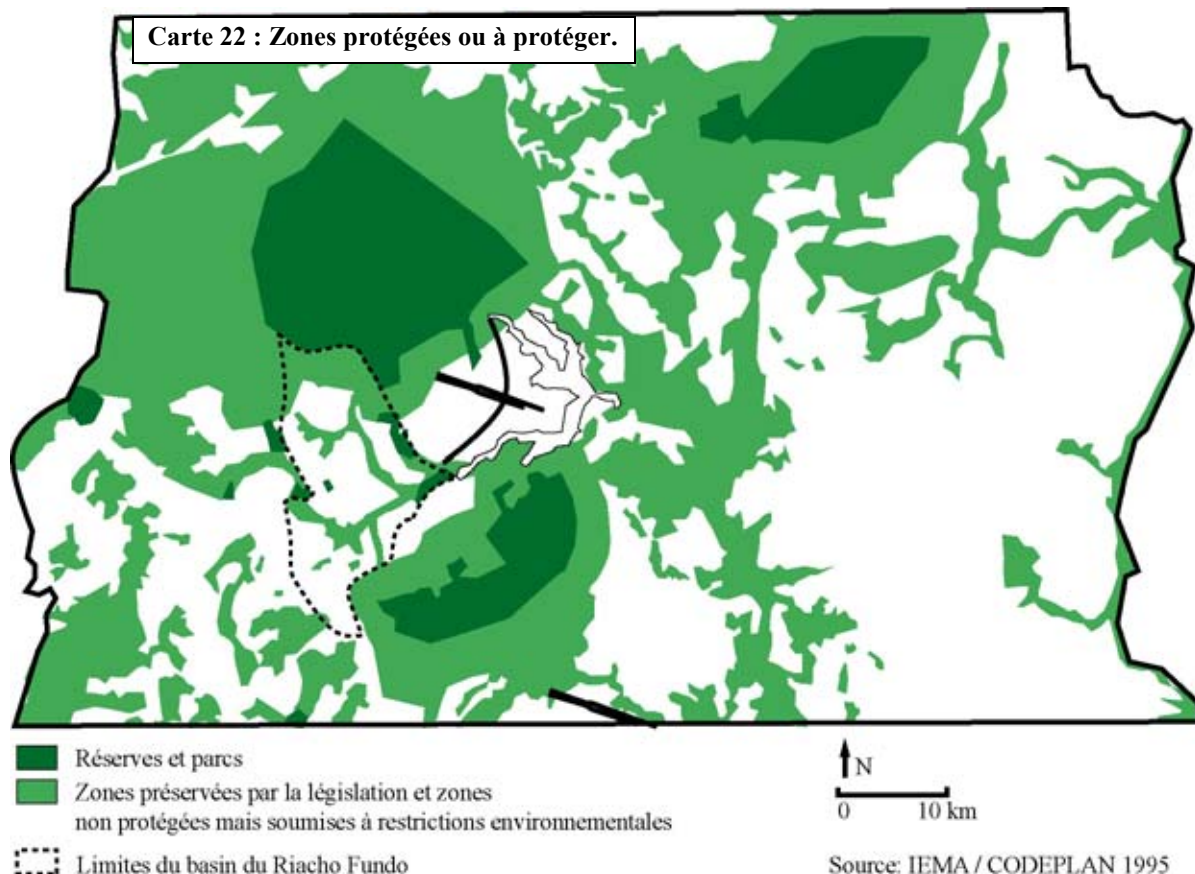 Carte 22 : Zones protégées ou à protéger.
Réserves et parcs
Zones préservées par la législation et zones
non protégées mais soumises à restrictions environnementales
Limites du basin du Riacho Fundo
N
0 10 km
Source: IEMA / CODEPLAN 1995